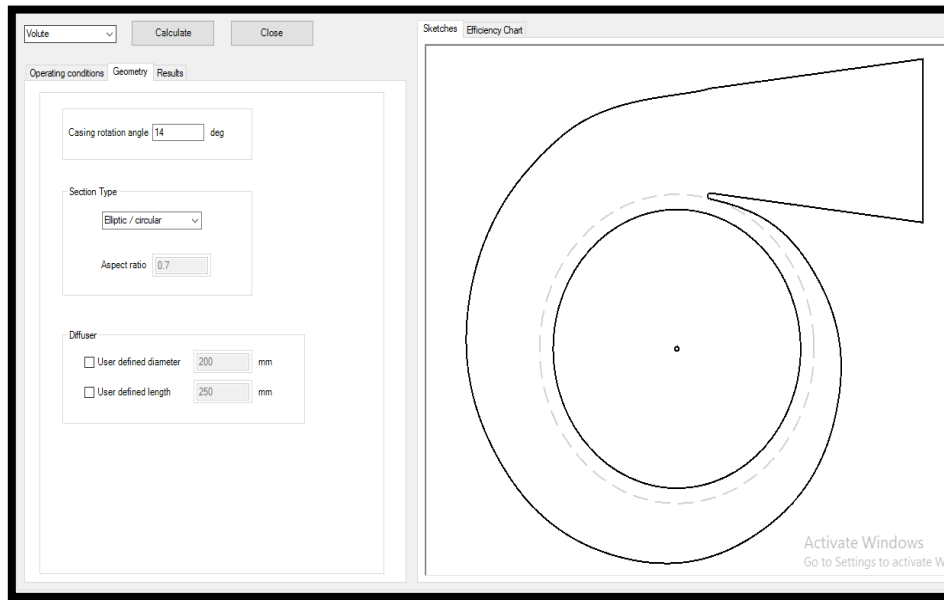 Volute
Calculate
Close
Sketches
Efficiency Chart
Operating conditions
Geometry
Results
Casing rotation angle 14 deg
Section Type
Elliptic / circular
Aspect ratio 0.7
Diffuser
User defined diameter 200 mm
User defined length 250 mm
Activate Windows
Go to Settings to activate W